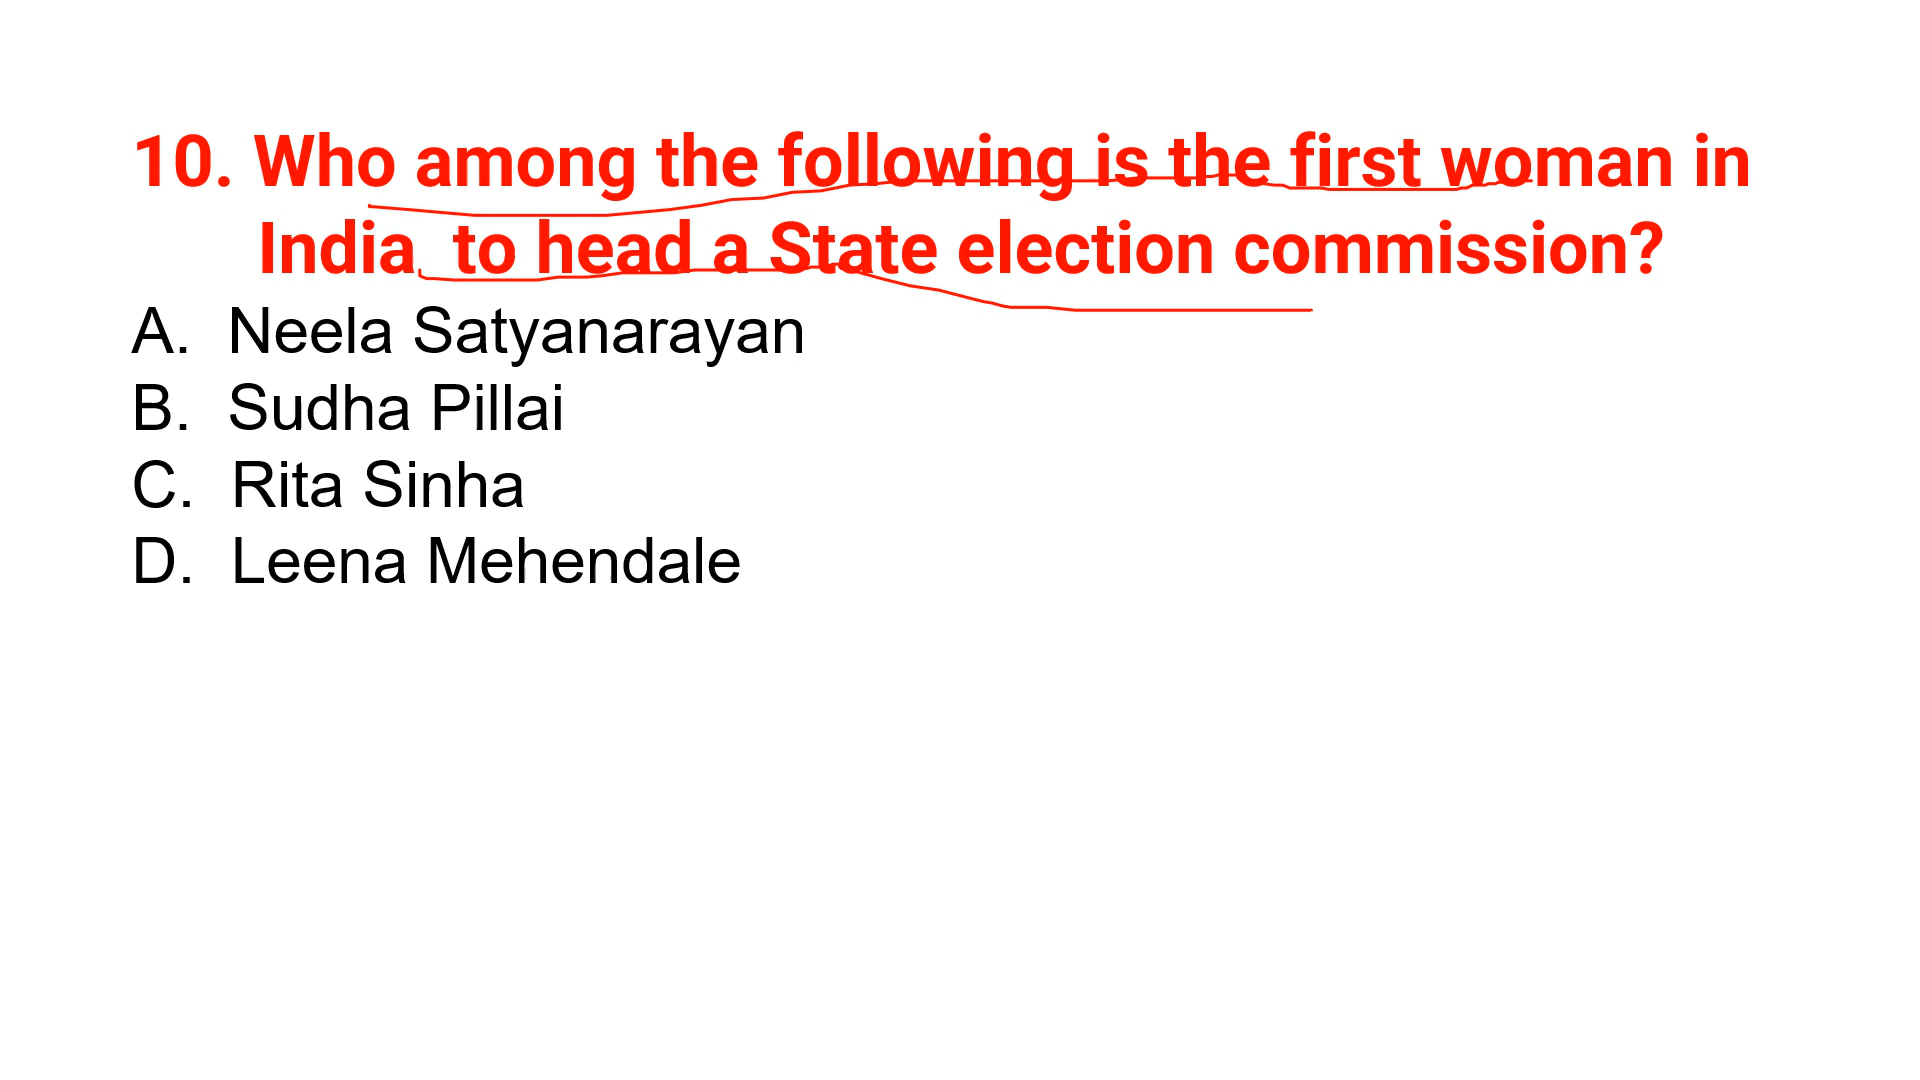 10. Who among the following is the first woman in
India to head a State election commission?
A. Neela Satyanarayan
B. Sudha Pillai
C. Rita Sinha
D. Leena Mehendale